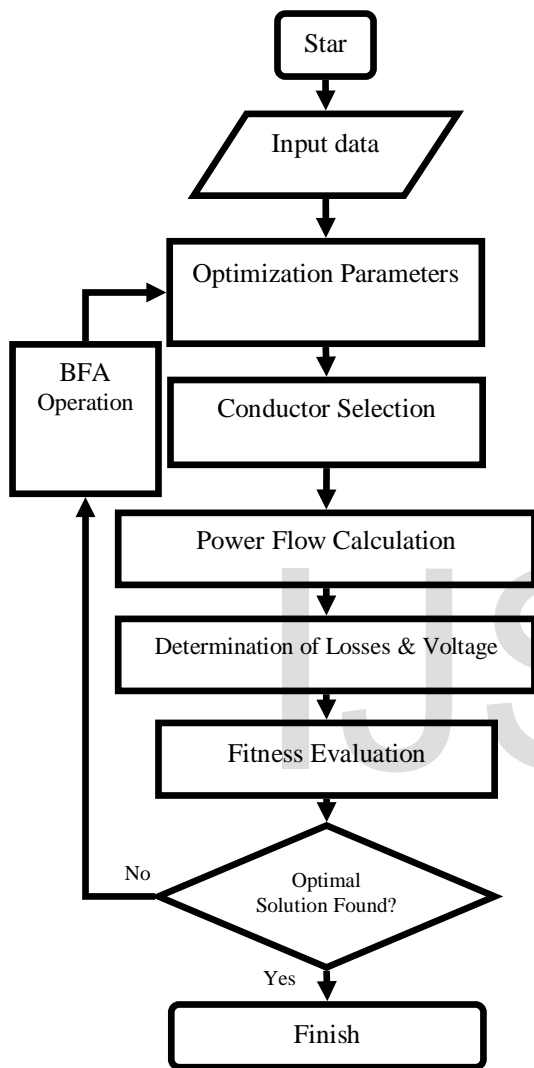 Star
Input data
Optimization Parameters
BFA
Operation
Conductor Selection
Power Flow Calculation
Determination of Losses & Voltage
Fitness Evaluation
No
Optimal
Solution Found?
Yes
Finish
IJS